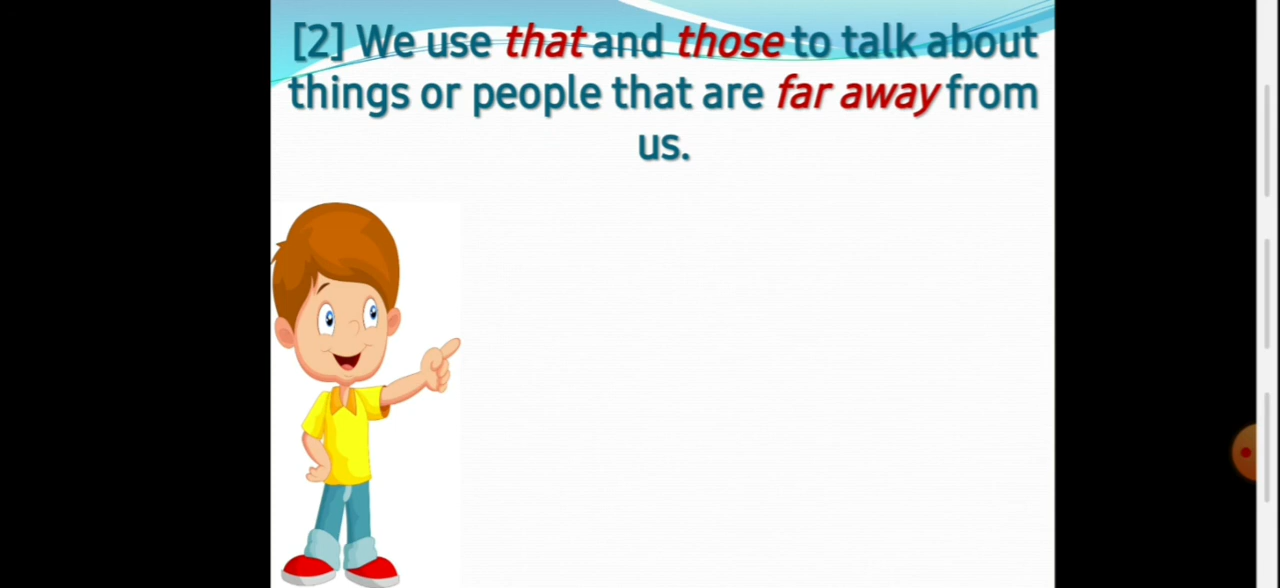 [2] We use that and those to talk about
things or people that are far away from
us.